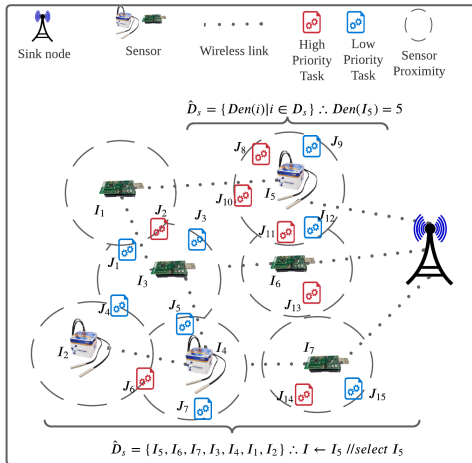 Sink node
Sensor
Wireless link
High
Priority
Task
Low
Priority
Task
Sensor
Proximity
D̂ₛ = {Den(i)|i ∈ Dₛ} ∴ Den(I₅) = 5
J₈
J₉
J₁₀
I₅
I₁
J₂
J₃
J₁₁
J₁₂
J₁
I₃
I₆
J₄
J₅
J₁₃
I₂
I₄
I₇
J₆
J₇
J₁₄
J₁₅
D̂ₛ = {I₅, I₆, I₇, I₃, I₄, I₁, I₂} ∴ I ← I₅ //select I₅